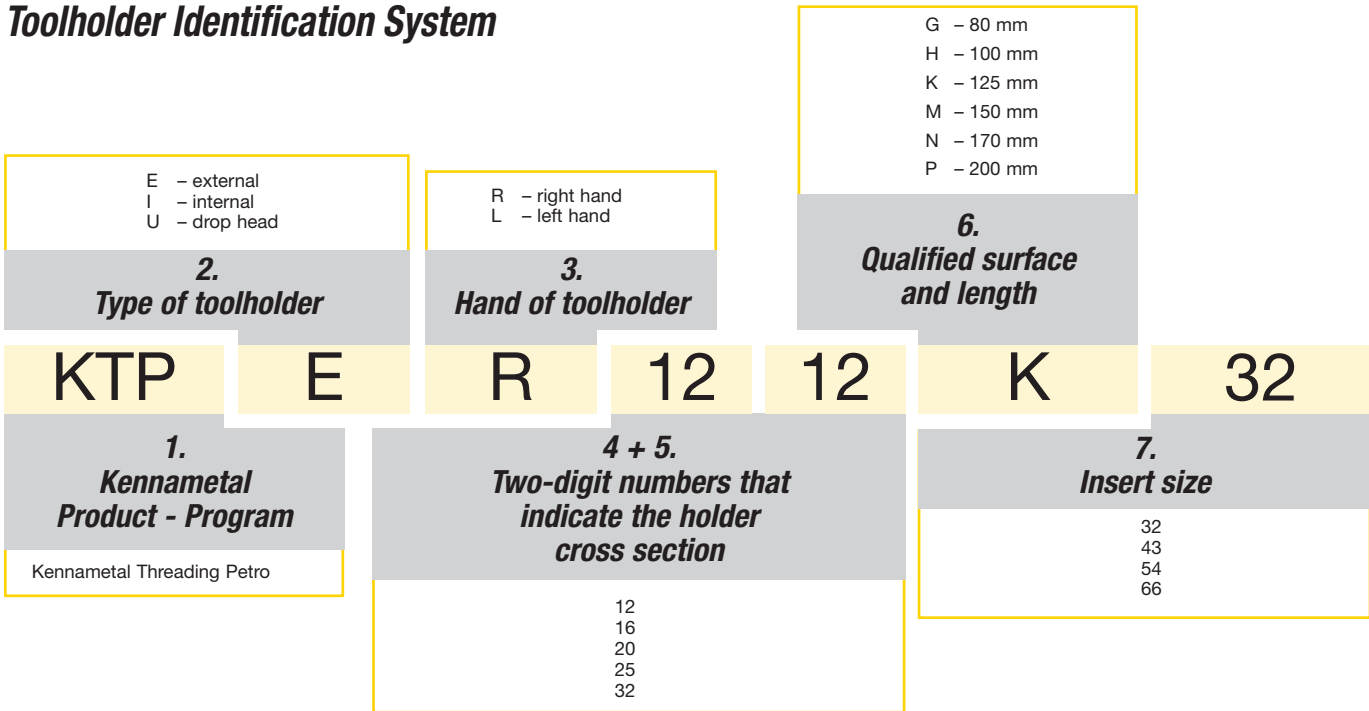 Toolholder Identification System
G – 80 mm
H – 100 mm
K – 125 mm
M – 150 mm
N – 170 mm
P – 200 mm
E – external
I – internal
U – drop head
R – right hand
L – left hand
2.
Type of toolholder
3.
Hand of toolholder
6.
Qualified surface
and length
KTP E R 12 12 K 32
1.
Kennametal
Product - Program
Kennametal Threading Petro
4 + 5.
Two-digit numbers that
indicate the holder
cross section
12
16
20
25
32
7.
Insert size
32
43
54
66